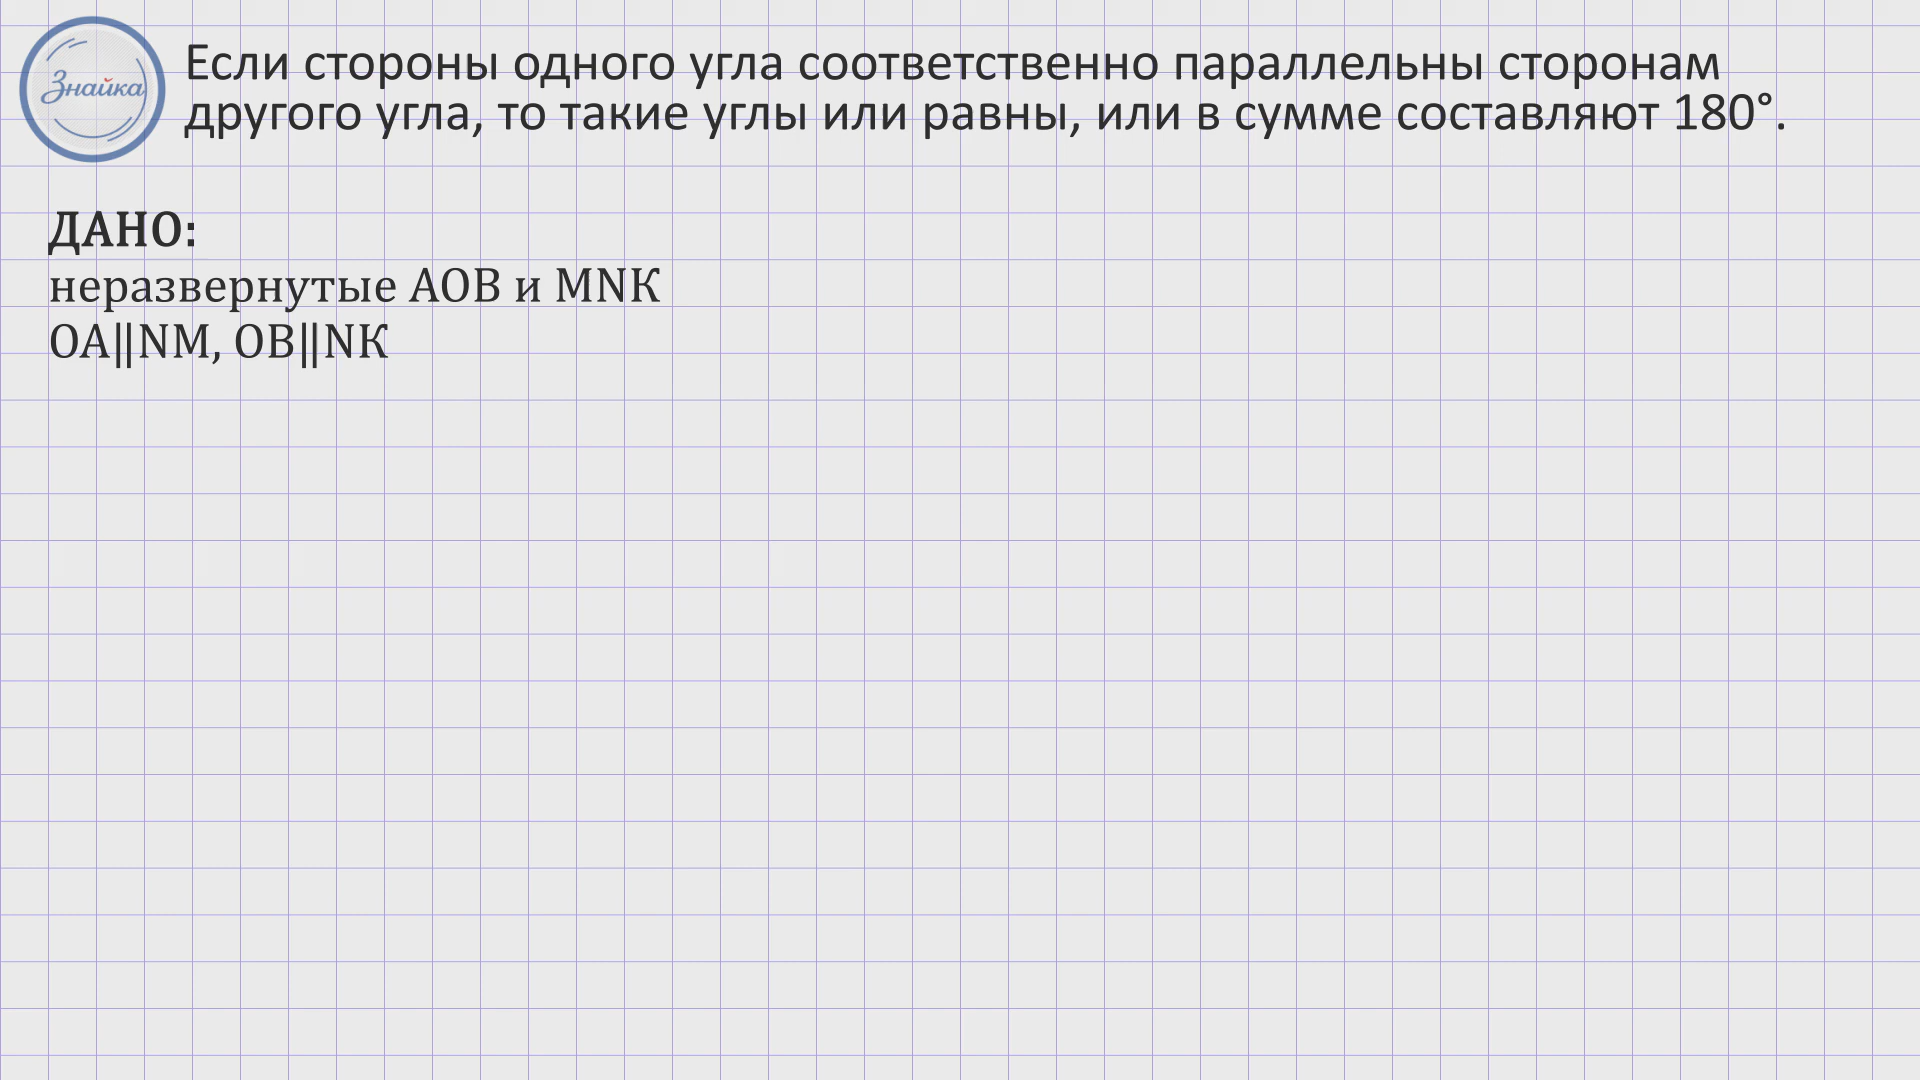 Знайка
Если стороны одного угла соответственно параллельны сторонам
другого угла, то такие углы или равны, или в сумме составляют 180°.
ДАНО:
неразвернутые AOB и MNK
OA||NM, OB||NK